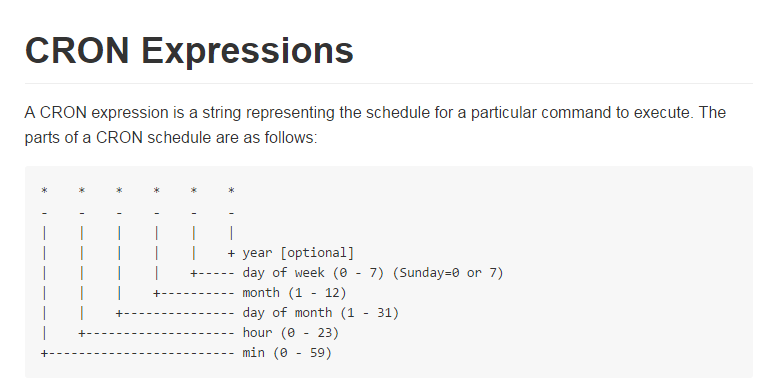 CRON Expressions
A CRON expression is a string representing the schedule for a particular command to execute. The
parts of a CRON schedule are as follows:
*    *    *    *    *    *
-    -    -    -    -    -
|    |    |    |    |    |
|    |    |    |    |    + year [optional]
|    |    |    |    +----- day of week (0 - 7) (Sunday=0 or 7)
|    |    |    +---------- month (1 - 12)
|    |    +--------------- day of month (1 - 31)
|    +-------------------- hour (0 - 23)
+------------------------- min (0 - 59)